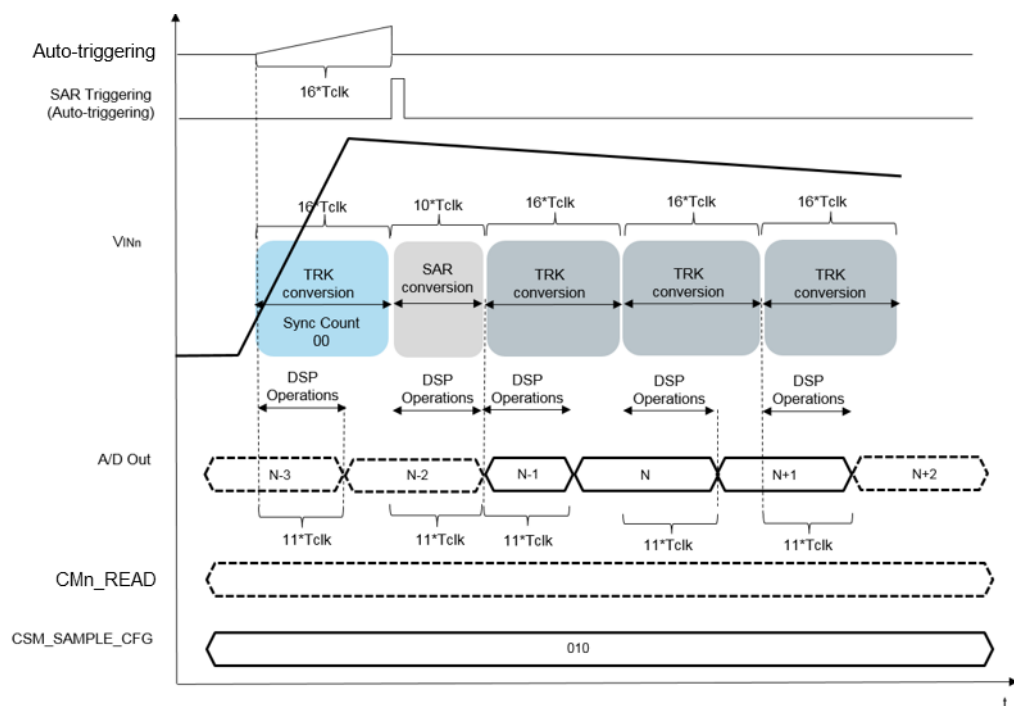 Auto-triggering
16*Tclk
SAR Triggering
(Auto-triggering)
16*Tclk
10*Tclk
16*Tclk
16*Tclk
16*Tclk
VINn
TRK
conversion
Sync Count
00
SAR
conversion
TRK
conversion
TRK
conversion
TRK
conversion
DSP
Operations
DSP
Operations
DSP
Operations
DSP
Operations
DSP
Operations
A/D Out
N-3
N-2
N-1
N
N+1
N+2
11*Tclk
11*Tclk
11*Tclk
11*Tclk
11*Tclk
CMn_READ
CSM_SAMPLE_CFG
010
t